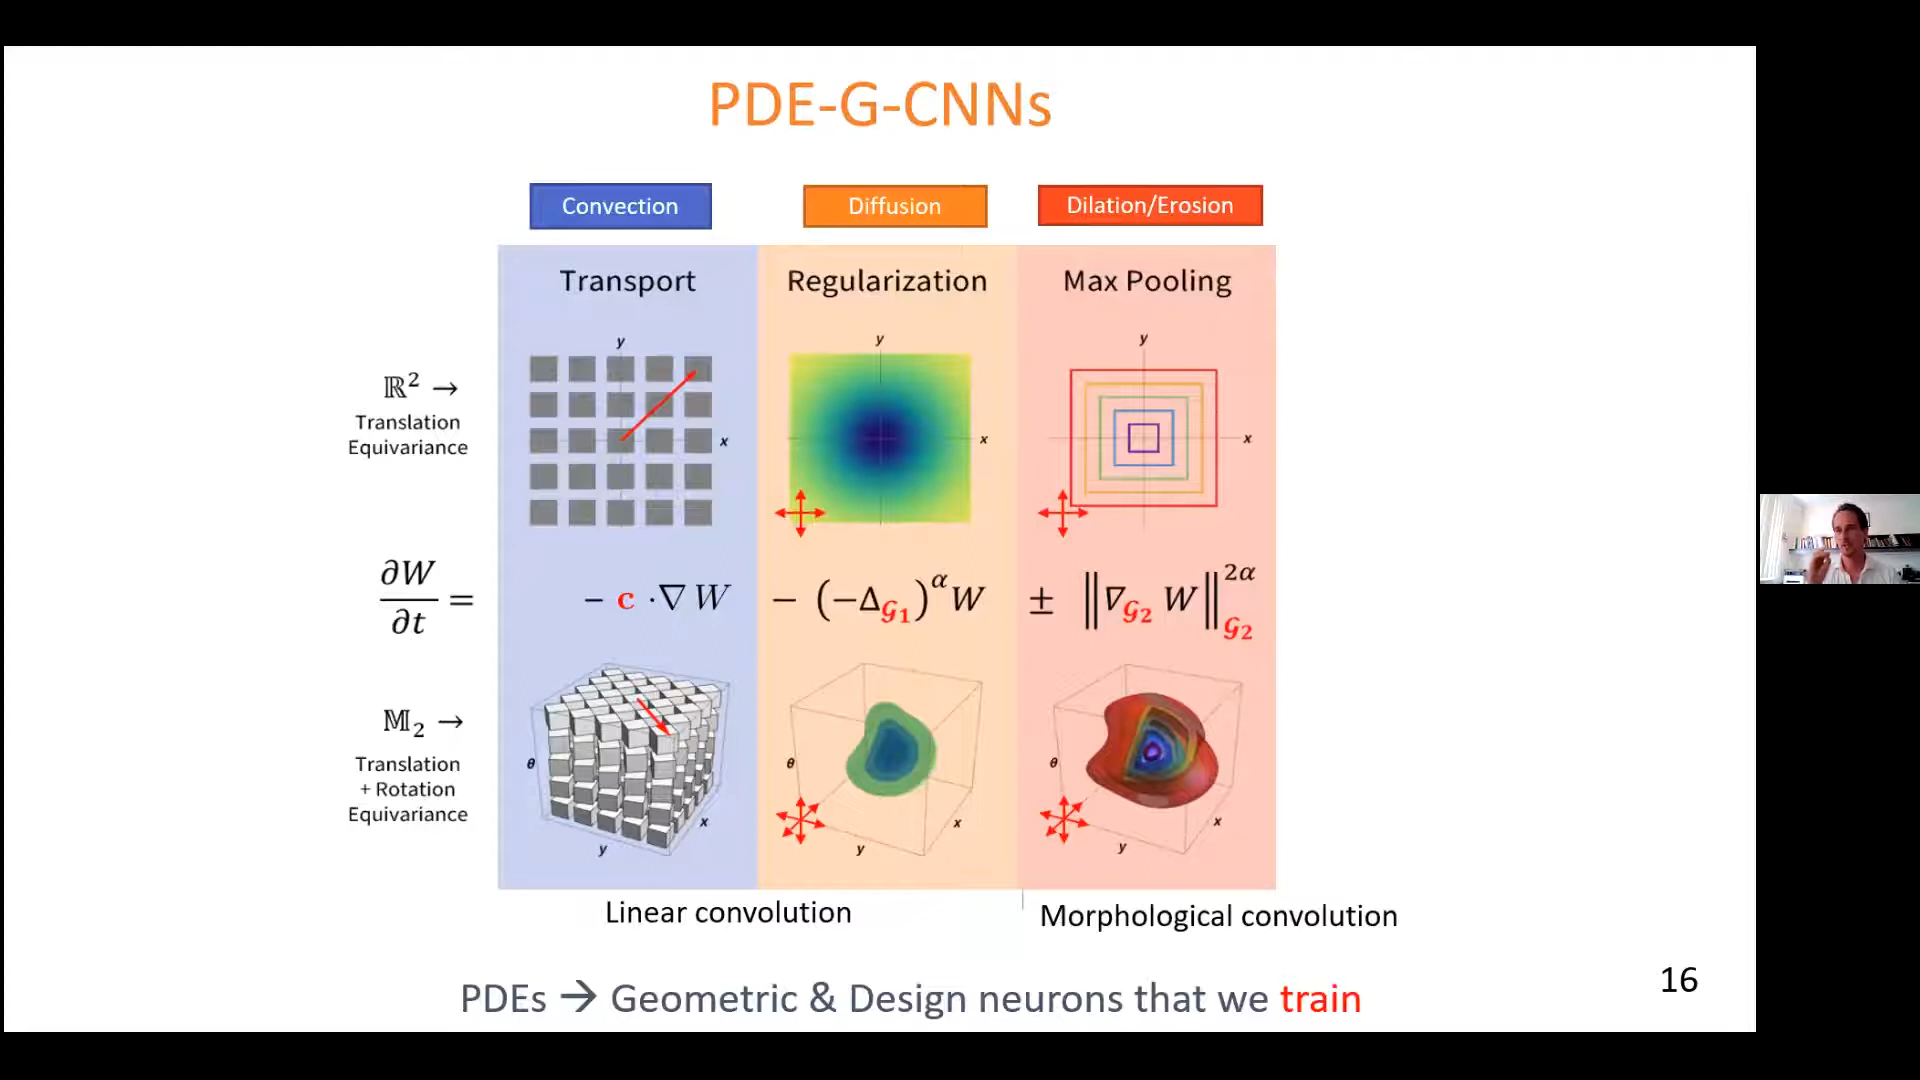 PDE-G-CNNs
Convection
Diffusion
Dilation/Erosion
Transport
Regularization
Max Pooling
ℝ² →
Translation
Equivariance
y
x
y
x
y
x
∂W/∂t =
− c ·∇ W
− (−Δ_𝒢₁)^α W
± ‖∇_𝒢₂ W‖_𝒢₂^2α
𝕄₂ →
Translation
+ Rotation
Equivariance
θ
x
y
θ
x
y
θ
x
y
Linear convolution
Morphological convolution
PDEs → Geometric & Design neurons that we train
16